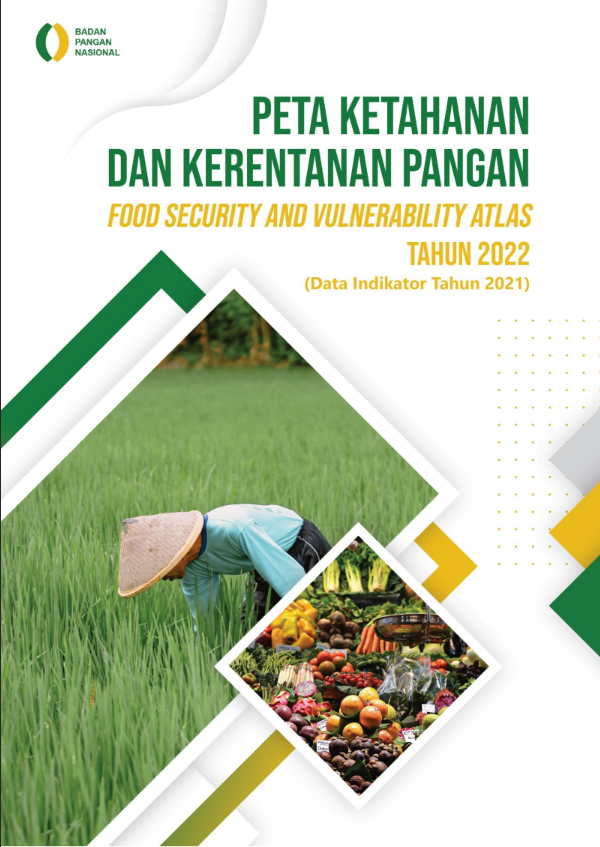 BADAN
PANGAN
NASIONAL
PETA KETAHANAN
DAN KERENTANAN PANGAN
FOOD SECURITY AND VULNERABILITY ATLAS
TAHUN 2022
(Data Indikator Tahun 2021)